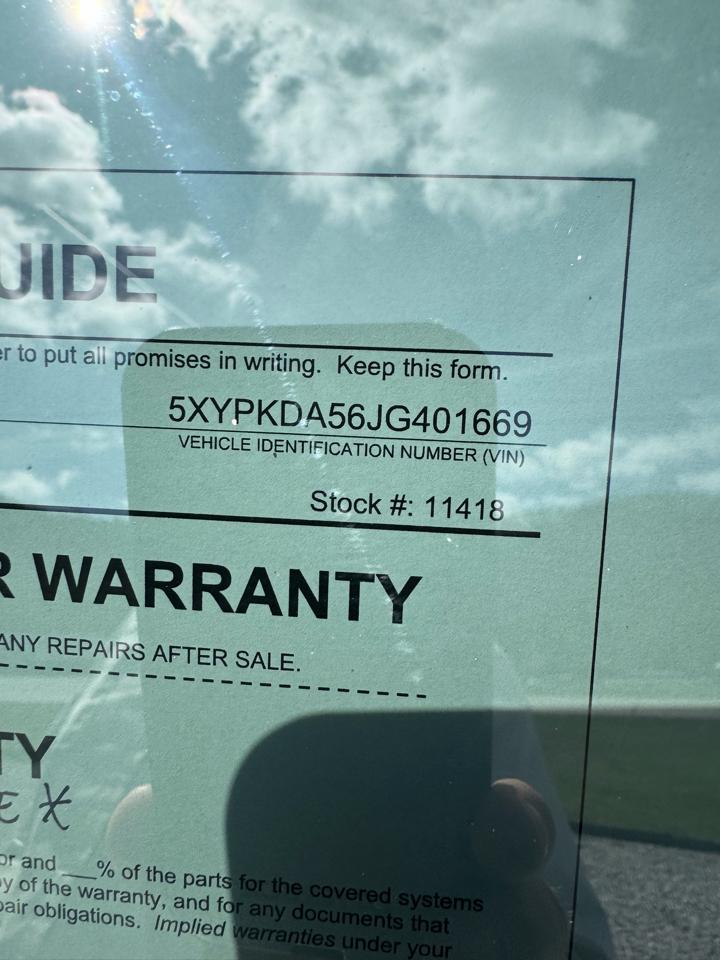 UIDE
er to put all promises in writing. Keep this form.
5XYPKDA56JG401669
VEHICLE IDENTIFICATION NUMBER (VIN)
Stock #: 11418
R WARRANTY
ANY REPAIRS AFTER SALE.
TY
E X
or and ___% of the parts for the covered systems
y of the warranty, and for any documents that
pair obligations. Implied warranties under your